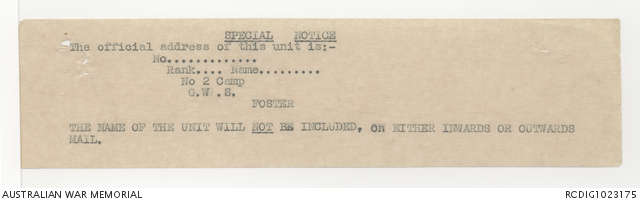 SPECIAL NOTICE
The official address of this unit is:-
No.............
Rank.... Name.........
No 2 Camp
G.W.S.
FOSTER
THE NAME OF THE UNIT WILL NOT BE INCLUDED, ON EITHER INWARDS OR OUTWARDS
MAIL.
AUSTRALIAN WAR MEMORIAL
RCDIG1023175